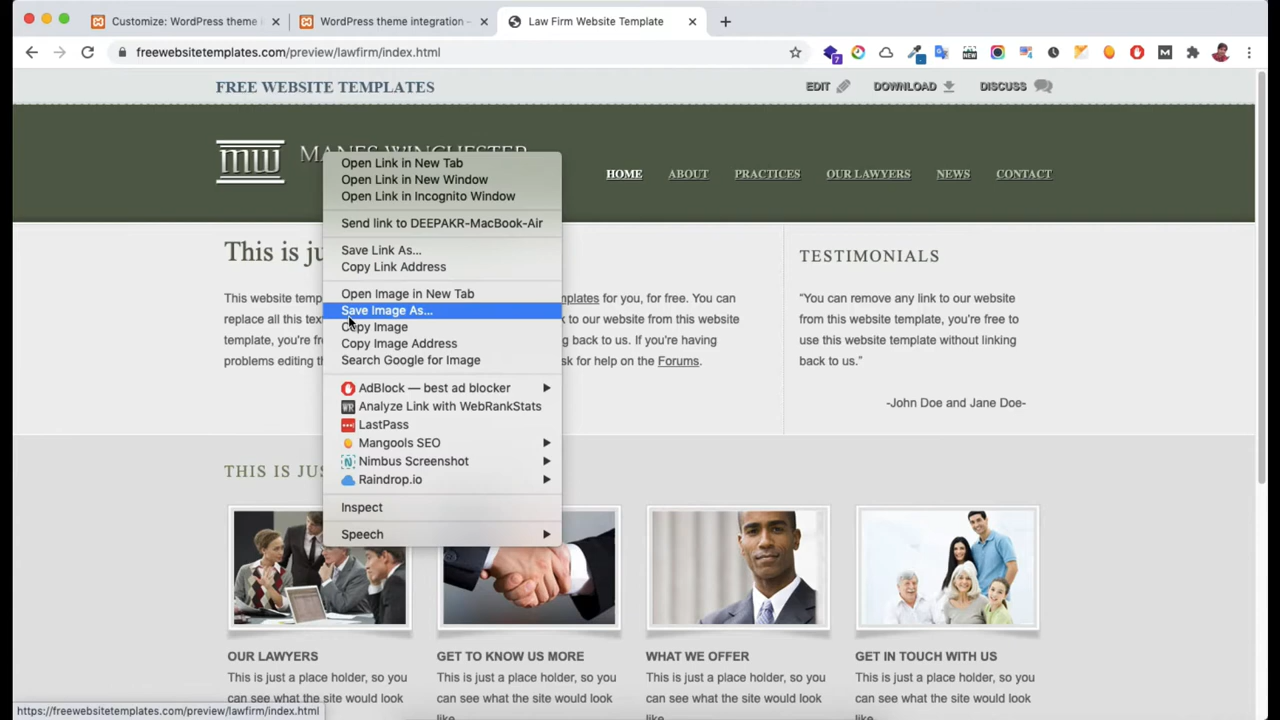 Customize: WordPress theme i
WordPress theme integration –
Law Firm Website Template
freewebsitetemplates.com/preview/lawfirm/index.html
7
NEW
M
FREE WEBSITE TEMPLATES
EDIT
DOWNLOAD
DISCUSS
mw
MANES WINCHESTER
HOME
ABOUT
PRACTICES
OUR LAWYERS
NEWS
CONTACT
Open Link in New Tab
Open Link in New Window
Open Link in Incognito Window
Send link to DEEPAKR-MacBook-Air
Save Link As...
Copy Link Address
Open Image in New Tab
Save Image As...
Copy Image
Copy Image Address
Search Google for Image
AdBlock — best ad blocker
Analyze Link with WebRankStats
LastPass
Mangools SEO
Nimbus Screenshot
Raindrop.io
Inspect
Speech
This is ju
This website temp
plates for you, for free. You can
replace all this tex
to our website from this
template, you're fr
ing back to us. If you're having
problems editing th
sk for help on the Forums.
TESTIMONIALS
“You can remove any link to our website
from this website template, you're free to
use this website template without linking
back to us.”
-John Doe and Jane Doe-
THIS IS JUS
OUR LAWYERS
This is just a place holder, so you
can see what the site would look
GET TO KNOW US MORE
This is just a place holder, so you
can see what the site would look
like.
WHAT WE OFFER
This is just a place holder, so you
can see what the site would look
like.
GET IN TOUCH WITH US
This is just a place holder, so you
can see what the site would look
like.
https://freewebsitetemplates.com/preview/lawfirm/index.html